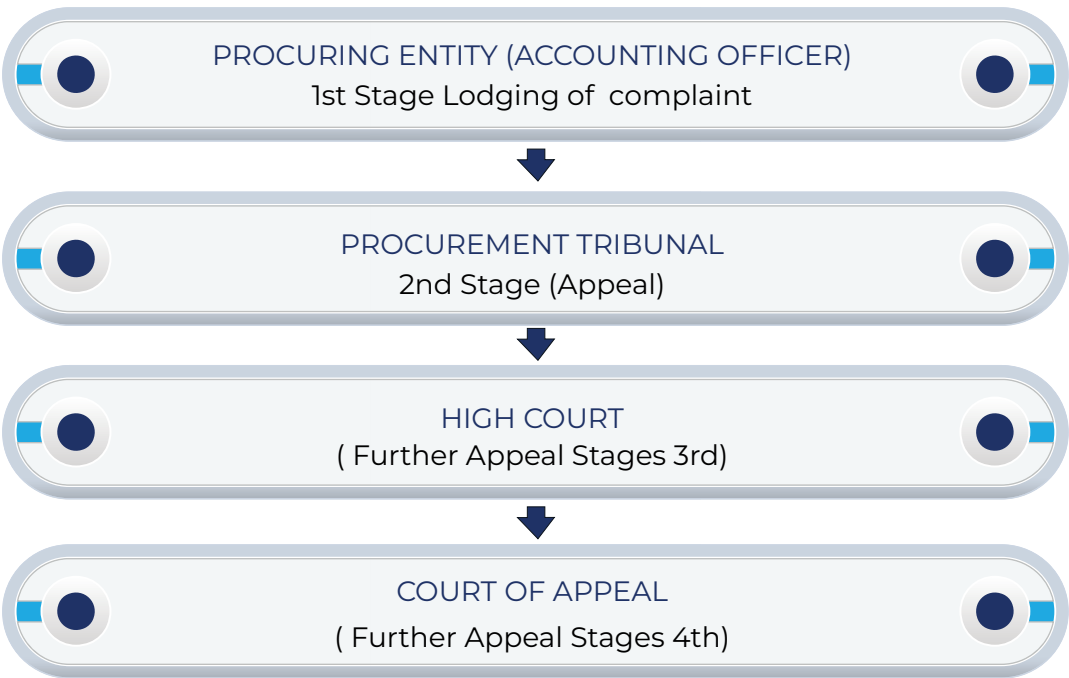 PROCURING ENTITY (ACCOUNTING OFFICER)
1st Stage Lodging of complaint
PROCUREMENT TRIBUNAL
2nd Stage (Appeal)
HIGH COURT
( Further Appeal Stages 3rd)
COURT OF APPEAL
( Further Appeal Stages 4th)